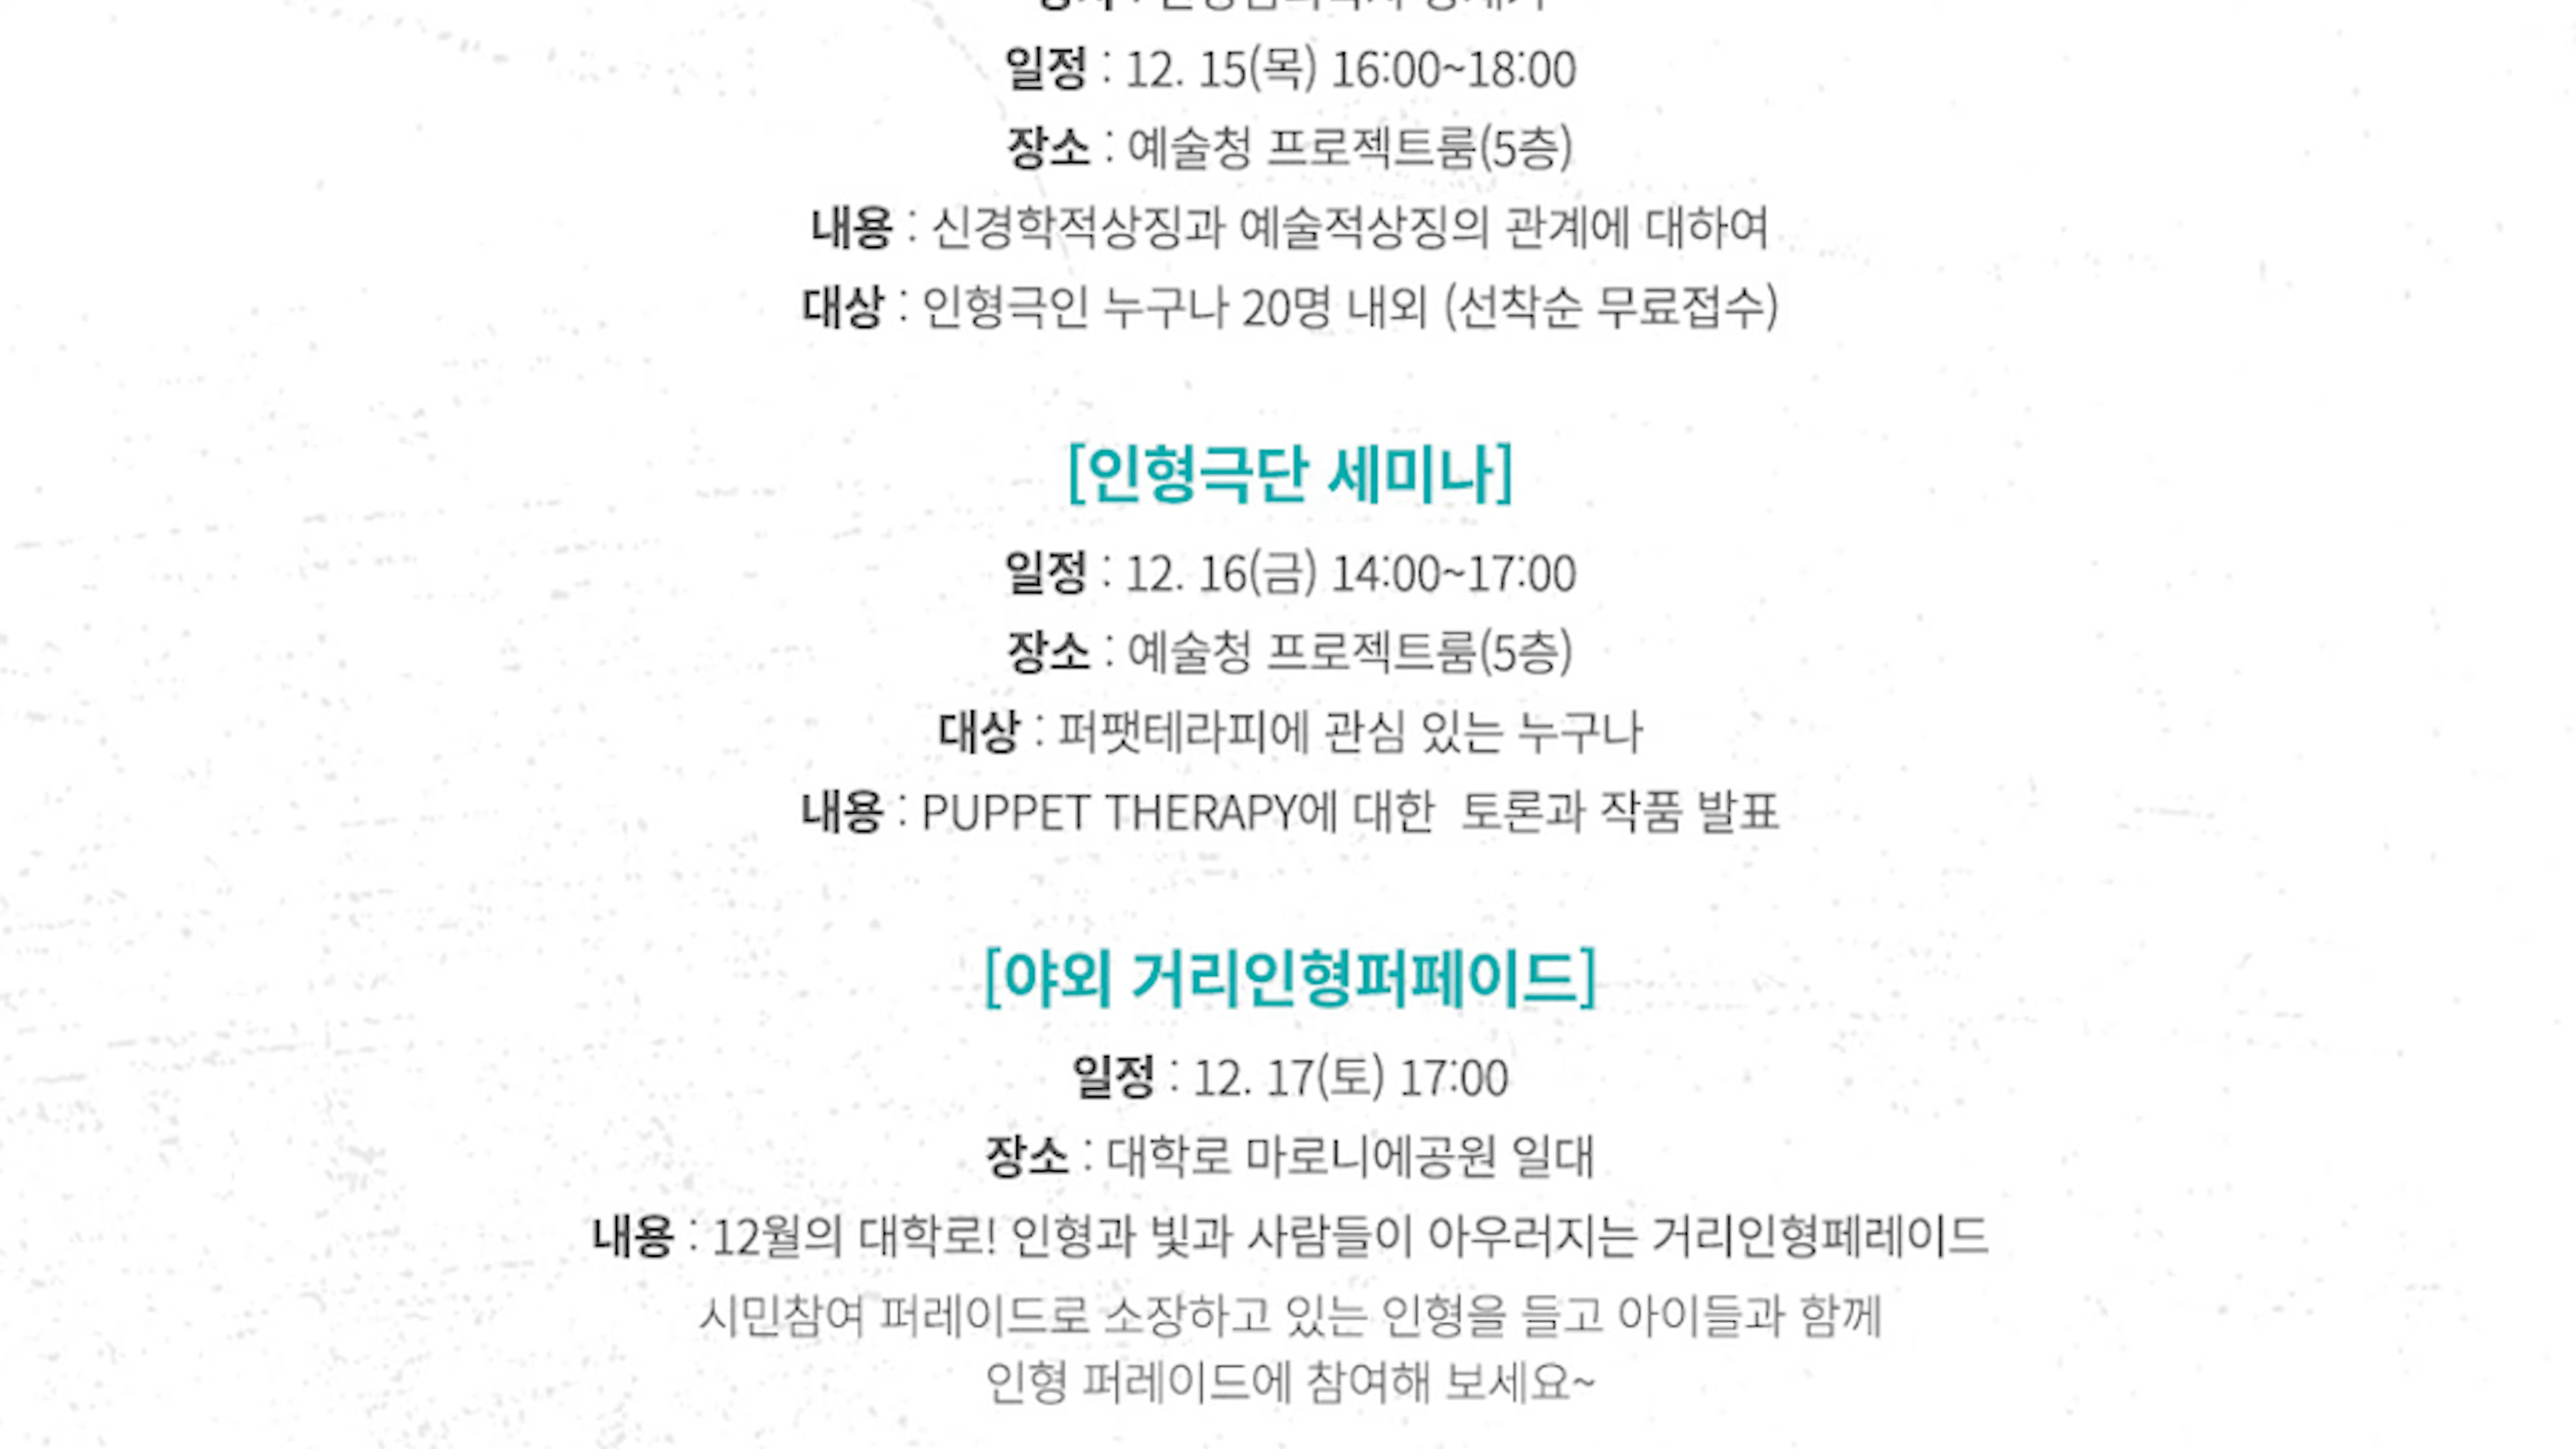 일정 : 12. 15(목) 16:00~18:00
장소 : 예술청 프로젝트룸(5층)
내용 : 신경학적상징과 예술적상징의 관계에 대하여
대상 : 인형극인 누구나 20명 내외 (선착순 무료접수)
[인형극단 세미나]
일정 : 12. 16(금) 14:00~17:00
장소 : 예술청 프로젝트룸(5층)
대상 : 퍼팻테라피에 관심 있는 누구나
내용 : PUPPET THERAPY에 대한 토론과 작품 발표
[야외 거리인형퍼페이드]
일정 : 12. 17(토) 17:00
장소 : 대학로 마로니에공원 일대
내용 : 12월의 대학로! 인형과 빛과 사람들이 아우러지는 거리인형페레이드
시민참여 퍼레이드로 소장하고 있는 인형을 들고 아이들과 함께
인형 퍼레이드에 참여해 보세요~